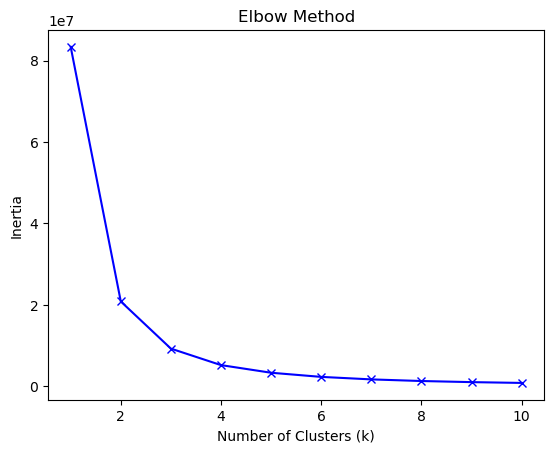 Elbow Method
1e7
8
6
4
2
0
Inertia
2 4 6 8 10
Number of Clusters (k)